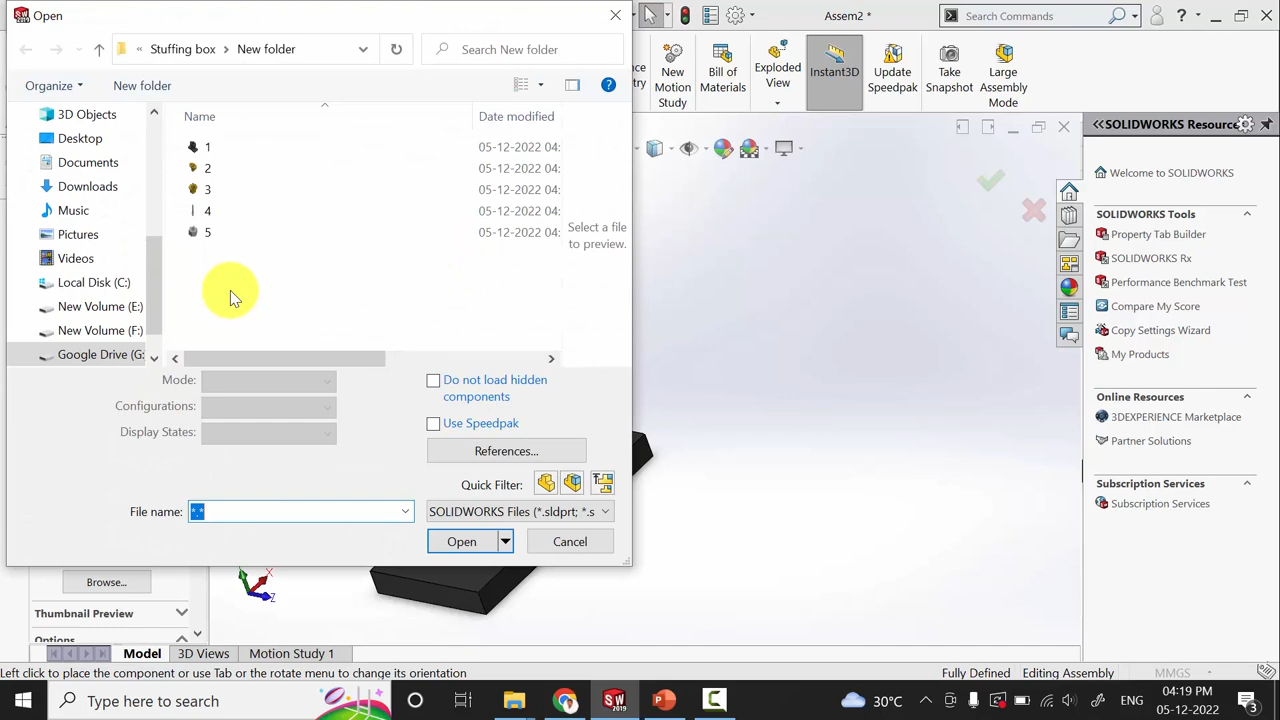 Open
Assem2 *
Search Commands
« Stuffing box › New folder
Search New folder
Organize
New folder
New Motion Study
Bill of Materials
Exploded View
Instant3D
Update Speedpak
Take Snapshot
Large Assembly Mode
3D Objects
Desktop
Documents
Downloads
Music
Pictures
Videos
Local Disk (C:)
New Volume (E:)
New Volume (F:)
Google Drive (G:
Name
Date modified
1 05-12-2022 04:
2 05-12-2022 04:
3 05-12-2022 04:
4 05-12-2022 04:
5 05-12-2022 04:
Select a file
to preview.
Mode:
Configurations:
Display States:
Do not load hidden
components
Use Speedpak
References...
Quick Filter:
File name: *.*
SOLIDWORKS Files (*.sldprt; *.s
Open
Cancel
Browse...
Thumbnail Preview
Options
X
Z
SOLIDWORKS Resource
Welcome to SOLIDWORKS
SOLIDWORKS Tools
Property Tab Builder
SOLIDWORKS Rx
Performance Benchmark Test
Compare My Score
Copy Settings Wizard
My Products
Online Resources
3DEXPERIENCE Marketplace
Partner Solutions
Subscription Services
Subscription Services
Model
3D Views
Motion Study 1
Left click to place the component or use Tab or the rotate menu to change its orientation
Fully Defined
Editing Assembly
MMGS
Type here to search
30°C
ENG
04:19 PM
05-12-2022
3